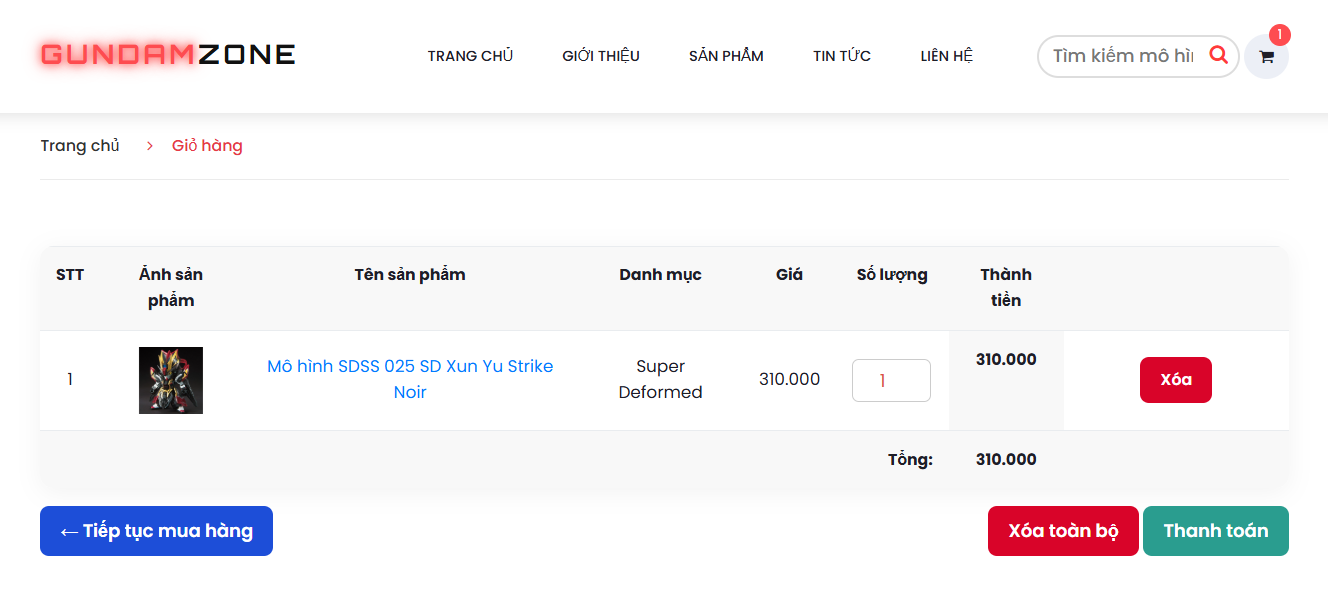 GUNDAMZONE
TRANG CHỦ
GIỚI THIỆU
SẢN PHẨM
TIN TỨC
LIÊN HỆ
Tìm kiếm mô hì
1
Trang chủ > Giỏ hàng
STT
Ảnh sản
phẩm
Tên sản phẩm
Danh mục
Giá
Số lượng
Thành
tiền
1
Mô hình SDSS 025 SD Xun Yu Strike
Noir
Super
Deformed
310.000
1
310.000
Xóa
Tổng:
310.000
← Tiếp tục mua hàng
Xóa toàn bộ
Thanh toán